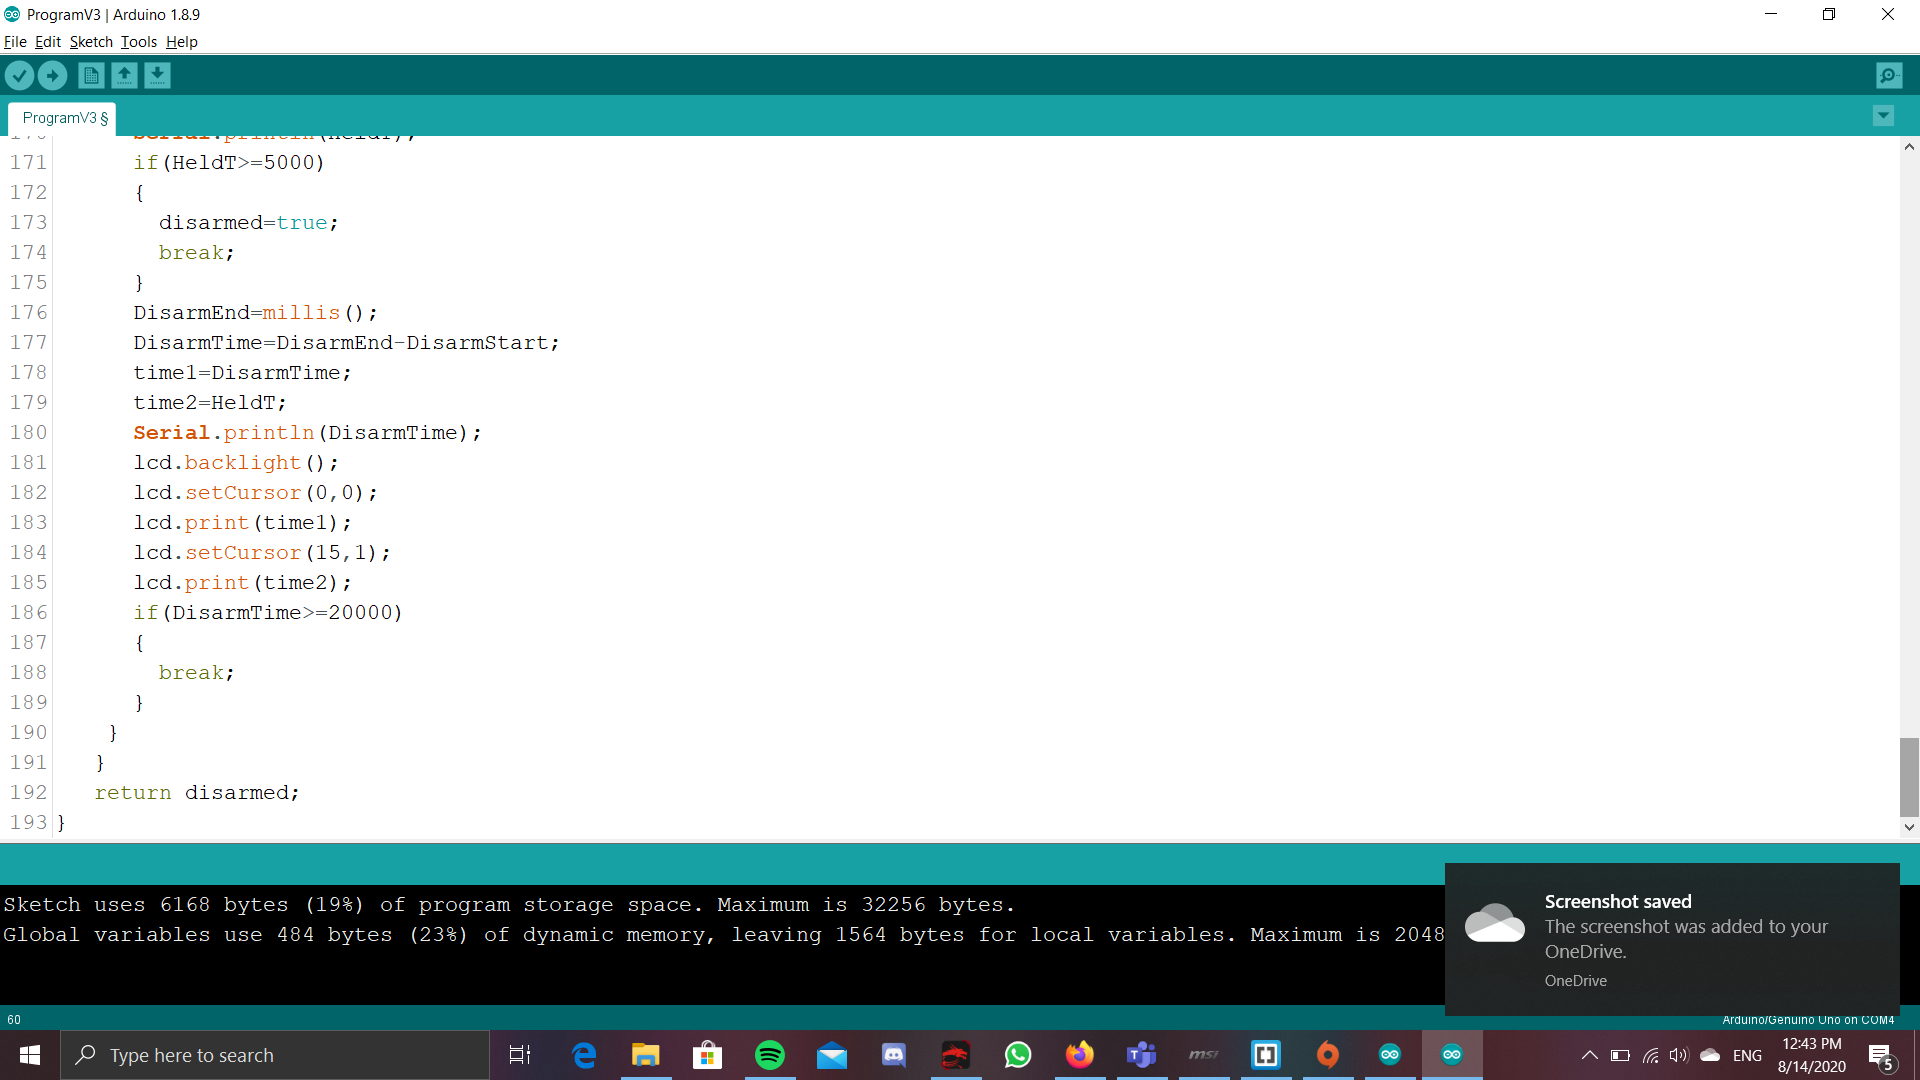 ProgramV3 | Arduino 1.8.9
File Edit Sketch Tools Help
ProgramV3 §
170 Serial.println(HeldT);
171 if(HeldT>=5000)
172 {
173 disarmed=true;
174 break;
175 }
176 DisarmEnd=millis();
177 DisarmTime=DisarmEnd-DisarmStart;
178 time1=DisarmTime;
179 time2=HeldT;
180 Serial.println(DisarmTime);
181 lcd.backlight();
182 lcd.setCursor(0,0);
183 lcd.print(time1);
184 lcd.setCursor(15,1);
185 lcd.print(time2);
186 if(DisarmTime>=20000)
187 {
188 break;
189 }
190 }
191 }
192 return disarmed;
193 }
Sketch uses 6168 bytes (19%) of program storage space. Maximum is 32256 bytes.
Global variables use 484 bytes (23%) of dynamic memory, leaving 1564 bytes for local variables. Maximum is 2048
Screenshot saved
The screenshot was added to your
OneDrive.
OneDrive
60
Arduino/Genuino Uno on COM4
Type here to search
msi
ENG
12:43 PM
8/14/2020
5